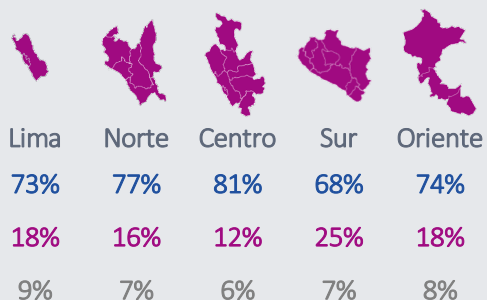 Lima Norte Centro Sur Oriente
73% 77% 81% 68% 74%
18% 16% 12% 25% 18%
9% 7% 6% 7% 8%